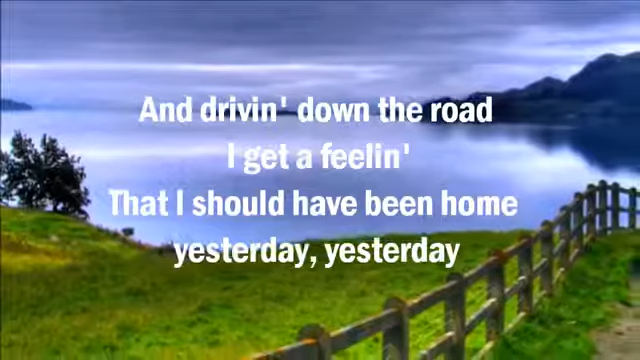 And drivin' down the road
I get a feelin'
That I should have been home
yesterday, yesterday